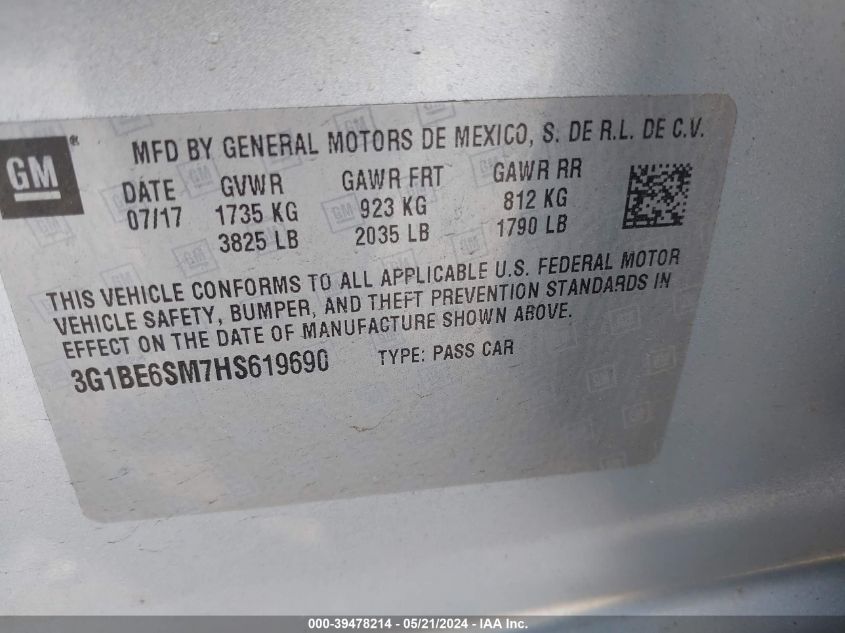 GM®
MFD BY GENERAL MOTORS DE MEXICO, S. DE R.L. DE C.V.
DATE GVWR GAWR FRT GAWR RR
07/17 1735 KG 923 KG 812 KG
3825 LB 2035 LB 1790 LB
THIS VEHICLE CONFORMS TO ALL APPLICABLE U.S. FEDERAL MOTOR
VEHICLE SAFETY, BUMPER, AND THEFT PREVENTION STANDARDS IN
EFFECT ON THE DATE OF MANUFACTURE SHOWN ABOVE.
3G1BE6SM7HS619690 TYPE: PASS CAR
000-39478214 - 05/21/2024 - IAA Inc.